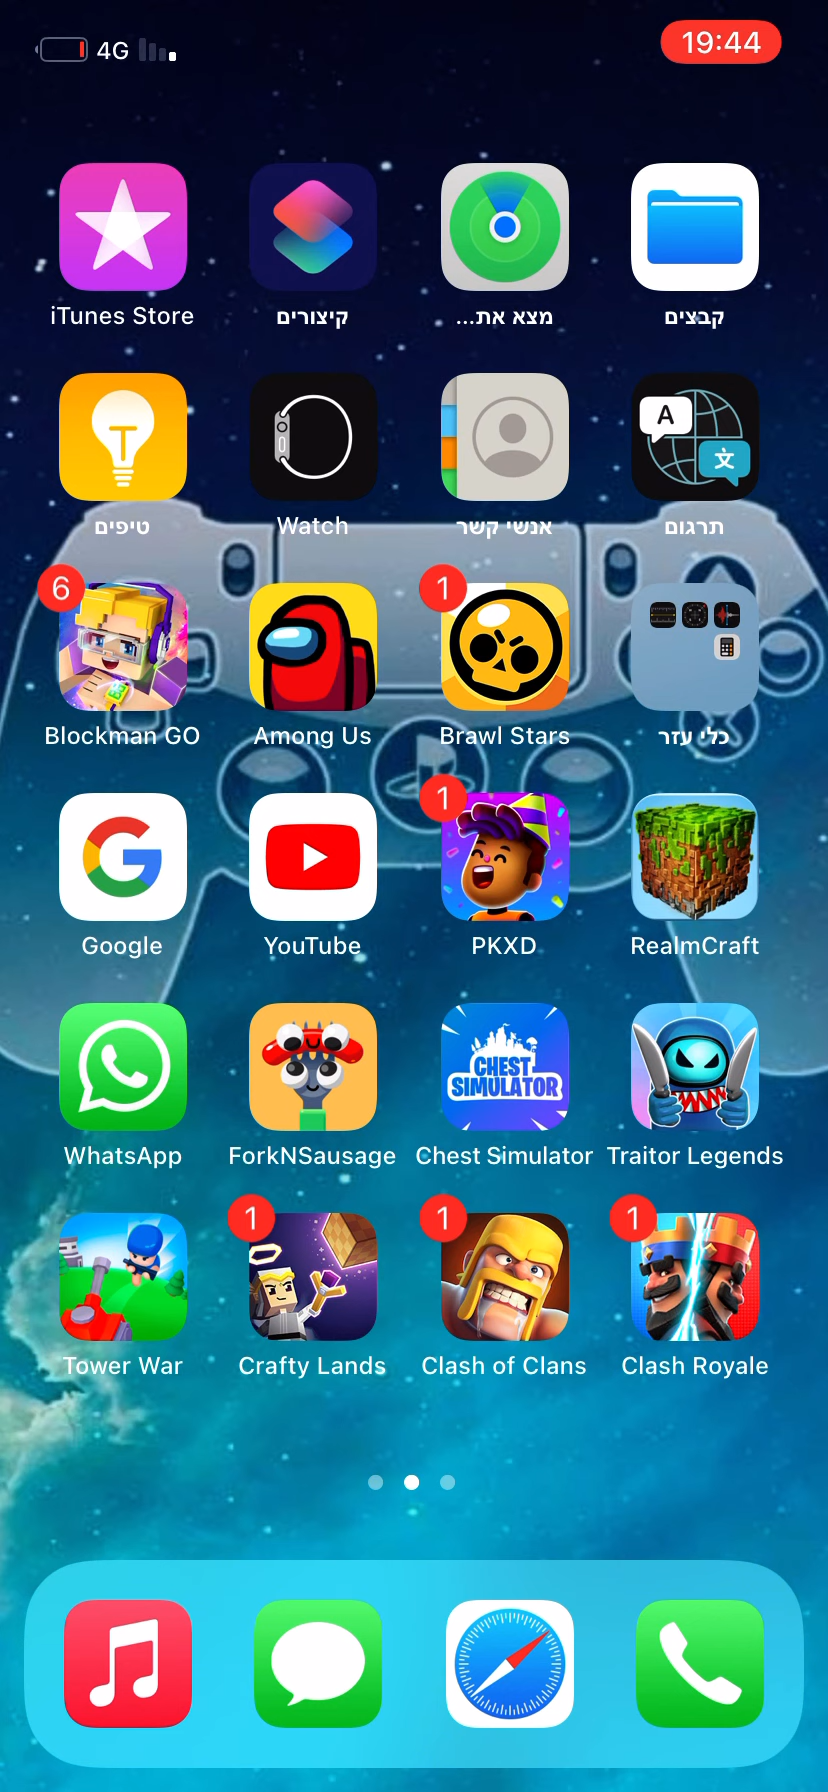 4G
19:44
iTunes Store
קיצורים
מצא את...
קבצים
A
文
טיפים
Watch
אנשי קשר
תרגום
6
1
Blockman GO
Among Us
Brawl Stars
כלי עזר
1
Google
YouTube
PKXD
RealmCraft
CHEST
SIMULATOR
WhatsApp
ForkNSausage
Chest Simulator
Traitor Legends
1
1
1
Tower War
Crafty Lands
Clash of Clans
Clash Royale